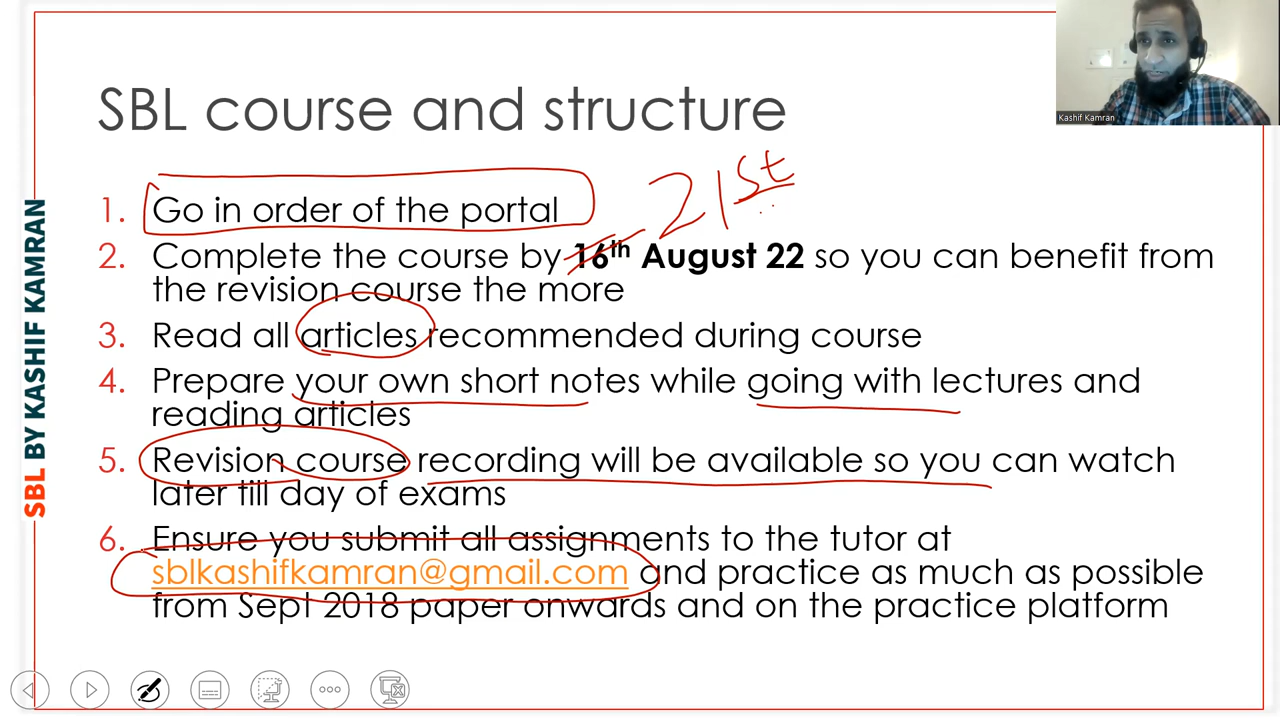 SBL course and structure
Kashif Kamran
21st
1. Go in order of the portal
2. Complete the course by 16th August 22 so you can benefit from
the revision course the more
3. Read all articles recommended during course
4. Prepare your own short notes while going with lectures and
reading articles
5. Revision course recording will be available so you can watch
later till day of exams
6. Ensure you submit all assignments to the tutor at
sblkashifkamran@gmail.com and practice as much as possible
from Sept 2018 paper onwards and on the practice platform
SBL BY KASHIF KAMRAN